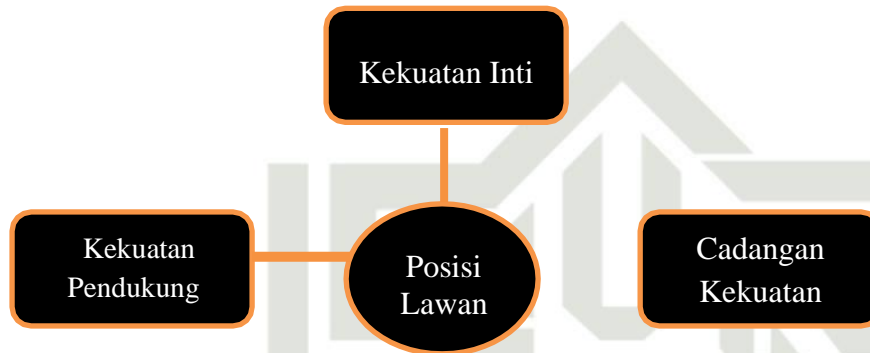 Kekuatan Inti
Kekuatan
Pendukung
Posisi
Lawan
Cadangan
Kekuatan